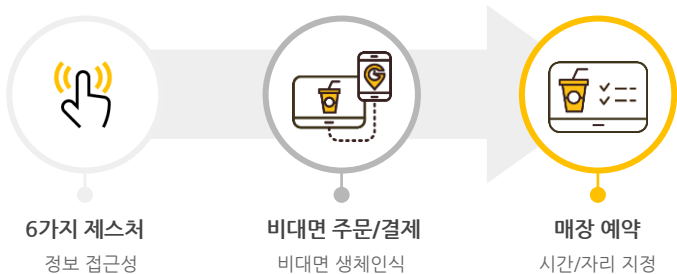 6가지 제스처
정보 접근성
비대면 주문/결제
비대면 생체인식
매장 예약
시간/자리 지정